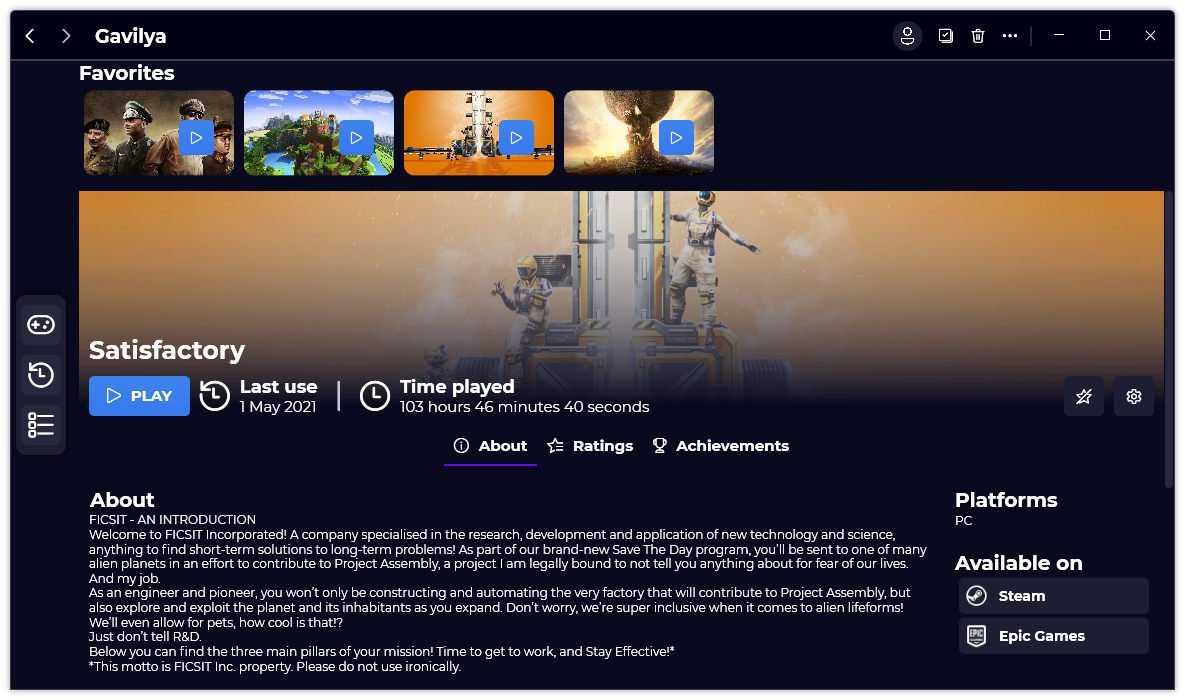 Gavilya
Favorites
Satisfactory
PLAY
Last use
1 May 2021
Time played
103 hours 46 minutes 40 seconds
About
Ratings
Achievements
About
FICSIT - AN INTRODUCTION
Welcome to FICSIT Incorporated! A company specialised in the research, development and application of new technology and science,
anything to find short-term solutions to long-term problems! As part of our brand-new Save The Day program, you'll be sent to one of many
alien planets in an effort to contribute to Project Assembly, a project I am legally bound to not tell you anything about for fear of our lives.
And my job.
As an engineer and pioneer, you won't only be constructing and automating the very factory that will contribute to Project Assembly, but
also explore and exploit the planet and its inhabitants as you expand. Don't worry, we're super inclusive when it comes to alien lifeforms!
We'll even allow for pets, how cool is that!?
Just don't tell R&D.
Below you can find the three main pillars of your mission! Time to get to work, and Stay Effective!*
*This motto is FICSIT Inc. property. Please do not use ironically.
Platforms
PC
Available on
Steam
EPIC
Epic Games